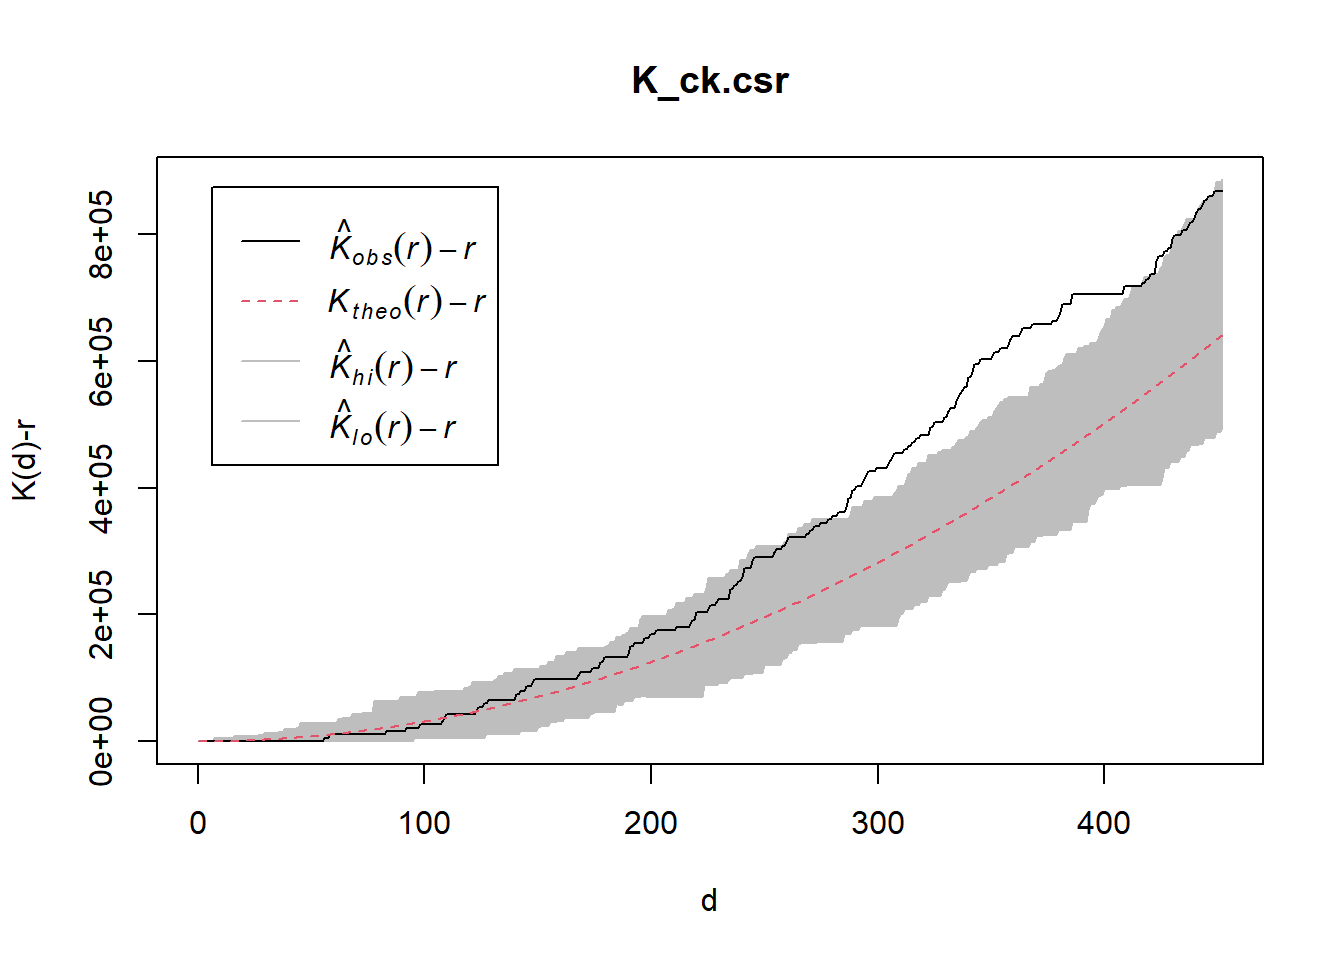 K_ck.csr
K̂obs(r) − r
Ktheo(r) − r
K̂hi(r) − r
K̂lo(r) − r
K(d)-r
0e+00 2e+05 4e+05 6e+05 8e+05
0 100 200 300 400
d